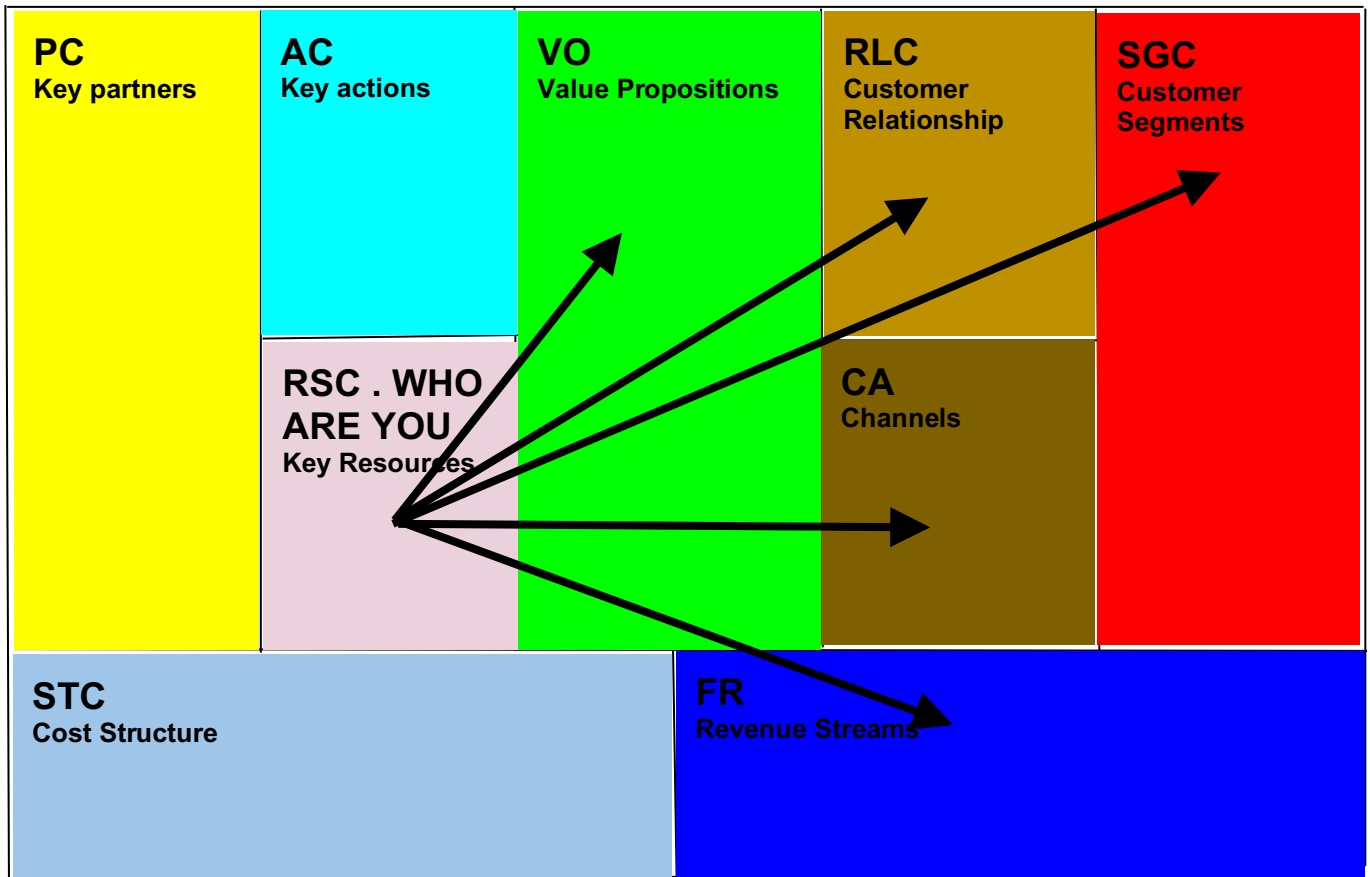 PC
Key partners
AC
Key actions
VO
Value Propositions
RLC
Customer
Relationship
SGC
Customer
Segments
RSC . WHO
ARE YOU
Key Resources
CA
Channels
STC
Cost Structure
FR
Revenue Streams